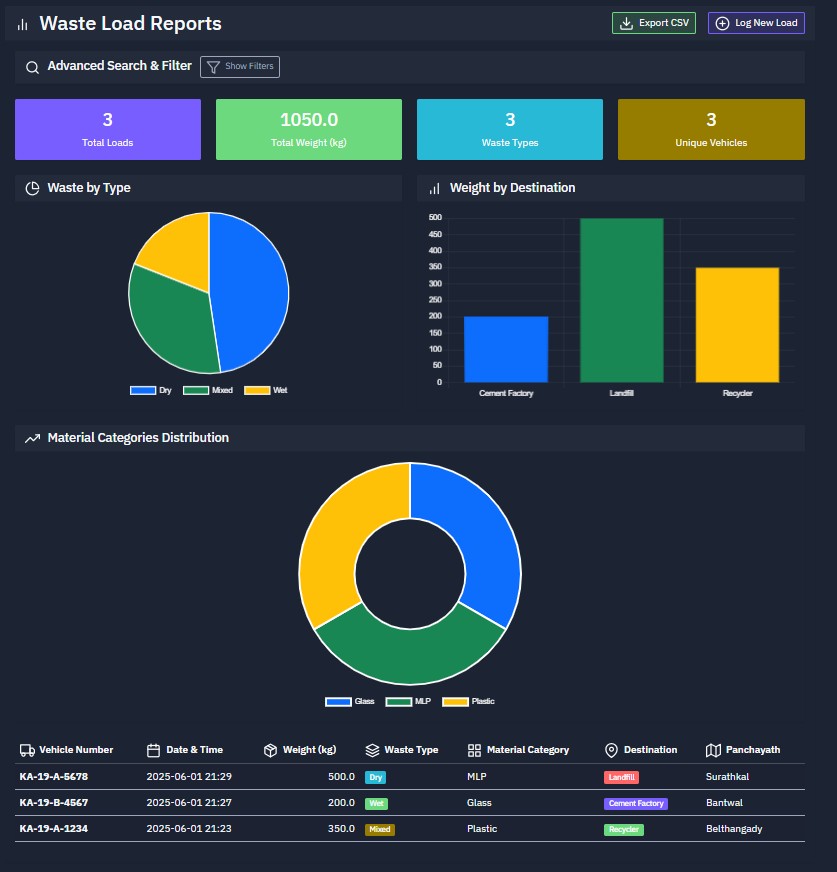 Waste Load Reports
Export CSV
Log New Load
Advanced Search & Filter
Show Filters
3
Total Loads
1050.0
Total Weight (kg)
3
Waste Types
3
Unique Vehicles
Waste by Type
Dry Mixed Wet
Weight by Destination
500
450
400
350
300
250
200
150
100
50
0
Cement Factory Landfill Recycler
Material Categories Distribution
Glass MLP Plastic
Vehicle Number Date & Time Weight (kg) Waste Type Material Category Destination Panchayath
KA-19-A-5678 2025-06-01 21:29 500.0 Dry MLP Landfill Surathkal
KA-19-B-4567 2025-06-01 21:27 200.0 Wet Glass Cement Factory Bantwal
KA-19-A-1234 2025-06-01 21:23 350.0 Mixed Plastic Recycler Belthangady